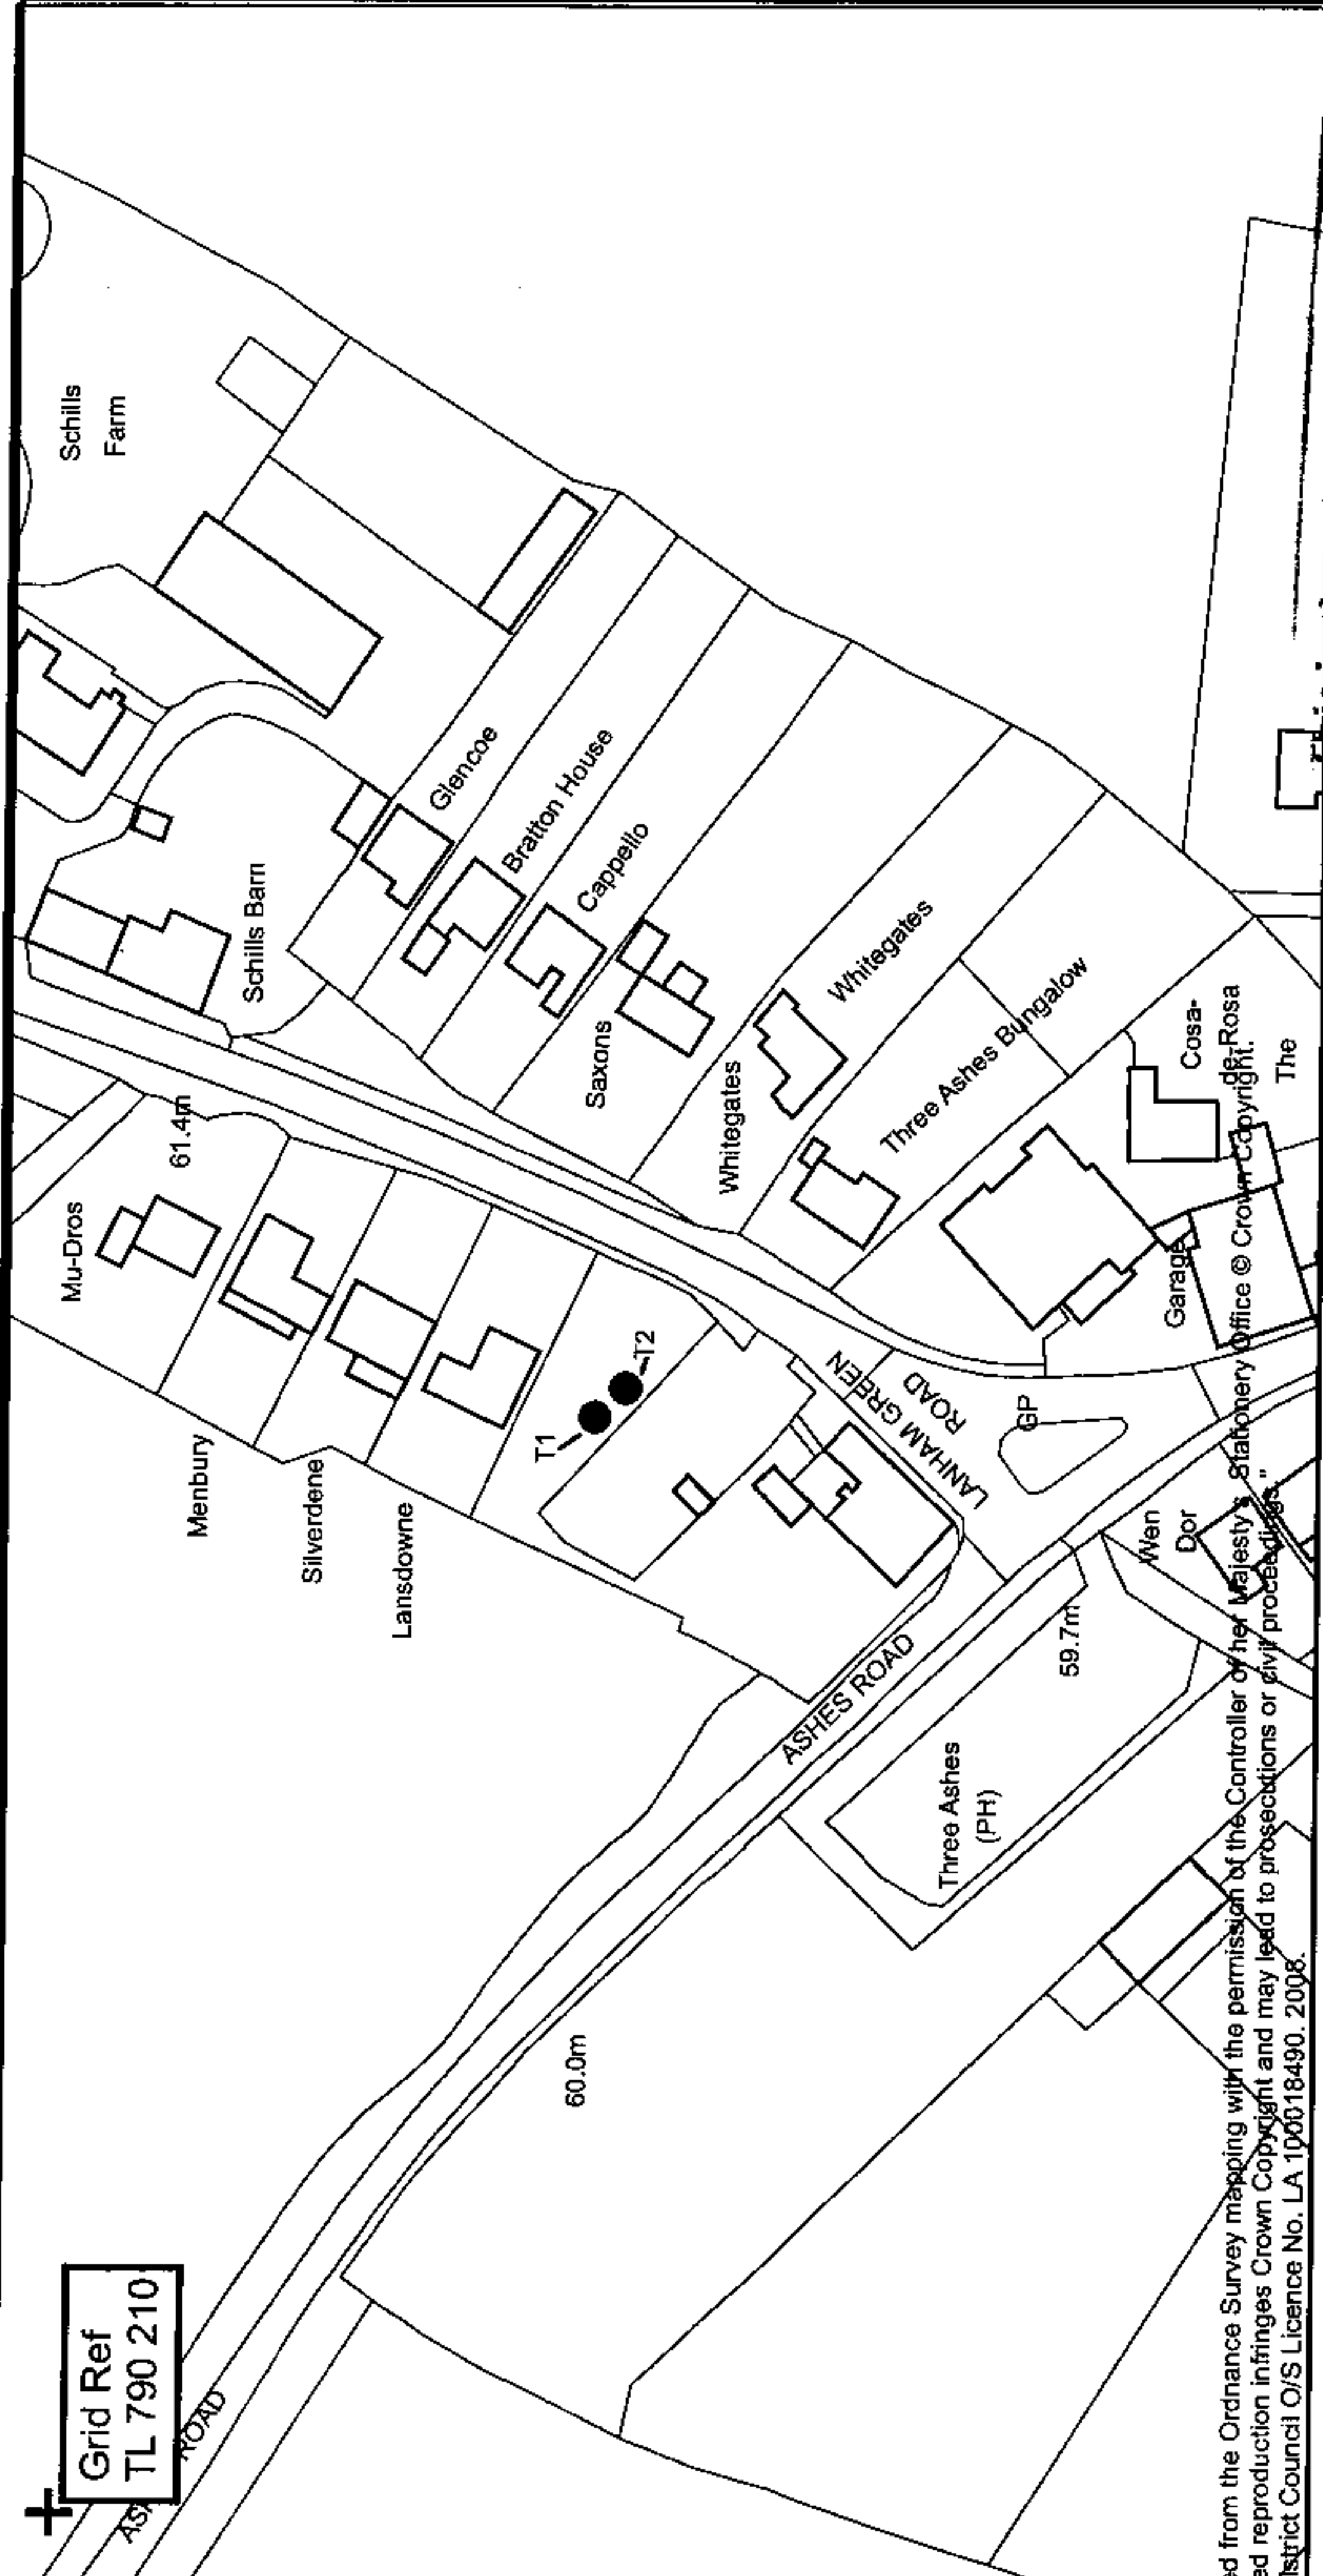 Grid Ref
TL 790 210
ROAD
Mu-Dros
61.4m
Menbury
Silverdene
Lansdowne
Schills
Farm
Schills Barn
Glencoe
Bratton House
Cappello
Saxons
Whitegates
Whitegates
Three Ashes Bungalow
T1
T2
LANHAM GREEN
ROAD
GP
Garage
Cosa-
de-Rosa
The
Wen
Dor
ASHES ROAD
59.7m
Three Ashes
(PH)
60.0m
ed from the Ordnance Survey mapping with the permission of the Controller of her Majesty's Stationery Office © Crown Copyright.
ed reproduction infringes Crown Copyright and may lead to prosecutions or civil proceedings."
istrict Council O/S Licence No. LA 100018490. 2008.